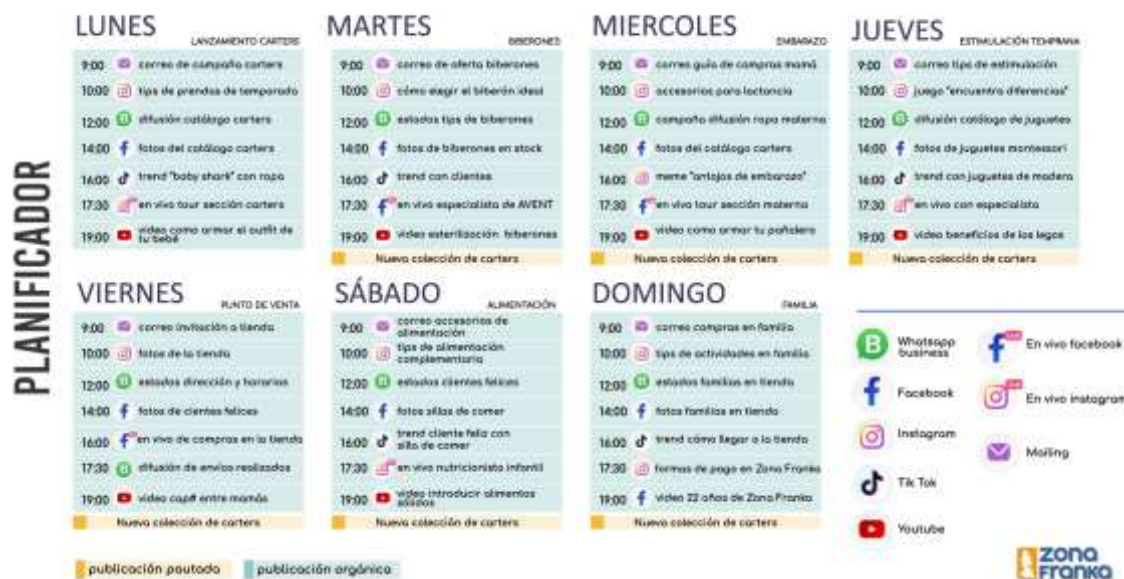 PLANIFICADOR
LUNES
LANZAMIENTO CARTERS
9:00 correo de campaña carters
10:00 tips de prendas de temporada
12:00 difusión catálogo carters
14:00 fotos del catálogo carters
16:00 trend "baby shark" con ropa
17:30 en vivo tour sección carters
19:00 video como armar el outfit de
tu bebé
MARTES
BIBERONES
9:00 correo de oferta biberones
10:00 cómo elegir el biberón ideal
12:00 estados tips de biberones
14:00 fotos de biberones en stock
16:00 trend con clientes
17:30 en vivo especialista de AVENT
19:00 video esterilización biberones
Nueva colección de carters
MIERCOLES
EMBARAZO
9:00 correo guía de compras mamá
10:00 accesorios para lactancia
12:00 campaña difusión ropa materna
14:00 fotos del catálogo carters
16:00 meme "antojos de embarazo"
17:30 en vivo tour sección materna
19:00 video como armar tu pañalera
Nueva colección de carters
JUEVES
ESTIMULACIÓN TEMPRANA
9:00 correo tips de estimulación
10:00 juego "encuentra diferencias"
12:00 difusión catálogo de juguetes
14:00 fotos de juguetes montessori
16:00 trend con juguetes de madera
17:30 en vivo con especialista
19:00 video beneficios de los legos
Nueva colección de carters
VIERNES
PUNTO DE VENTA
9:00 correo invitación a tienda
10:00 fotos de la tienda
12:00 estados dirección y horarios
14:00 fotos de cientes felices
16:00 en vivo de compras en la tienda
17:30 difusión de envíos realizados
19:00 video cap# entre mamás
Nueva colección de carters
SÁBADO
ALIMENTACIÓN
9:00 correo accesorios de
alimentación
10:00 tips de alimentación
complementaria
12:00 estados clientes felices
14:00 fotos sillas de comer
16:00 trend cliente feliz con
silla de comer
17:30 en vivo nutricionista infantil
19:00 video introducir alimentos
sólidos
Nueva colección de carters
DOMINGO
FAMILIA
9:00 correo compras en familia
10:00 tips de actividades en familia
12:00 estados familias en tienda
14:00 fotos familias en tienda
16:00 trend cómo llegar a la tienda
17:30 formas de pago en Zona Franka
19:00 video 22 años de Zona Franka
Nueva colección de carters
Whatsapp
business
Facebook
Instagram
Tik Tok
Youtube
En vivo facebook
En vivo instagram
Mailing
publicación pautada
publicación orgánica
zona
Franka